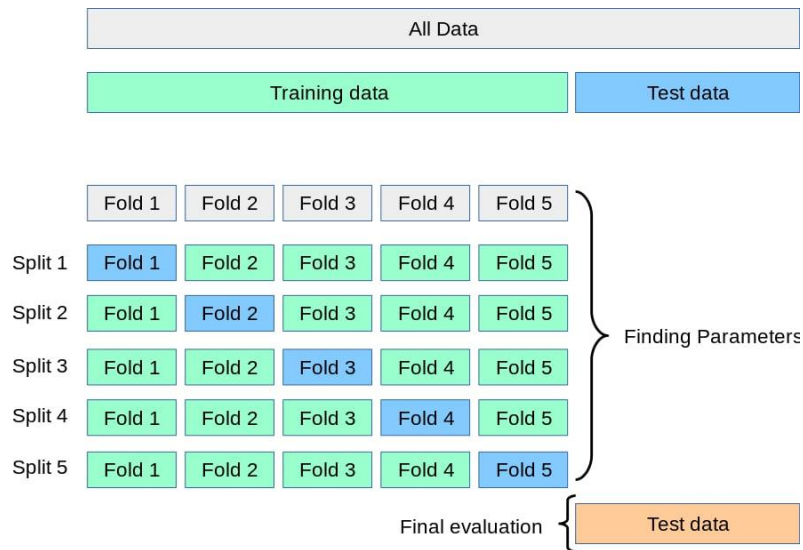 All Data
Training data Test data
Fold 1 Fold 2 Fold 3 Fold 4 Fold 5
Split 1 Fold 1 Fold 2 Fold 3 Fold 4 Fold 5
Split 2 Fold 1 Fold 2 Fold 3 Fold 4 Fold 5
Finding Parameters
Split 3 Fold 1 Fold 2 Fold 3 Fold 4 Fold 5
Split 4 Fold 1 Fold 2 Fold 3 Fold 4 Fold 5
Split 5 Fold 1 Fold 2 Fold 3 Fold 4 Fold 5
Final evaluation Test data